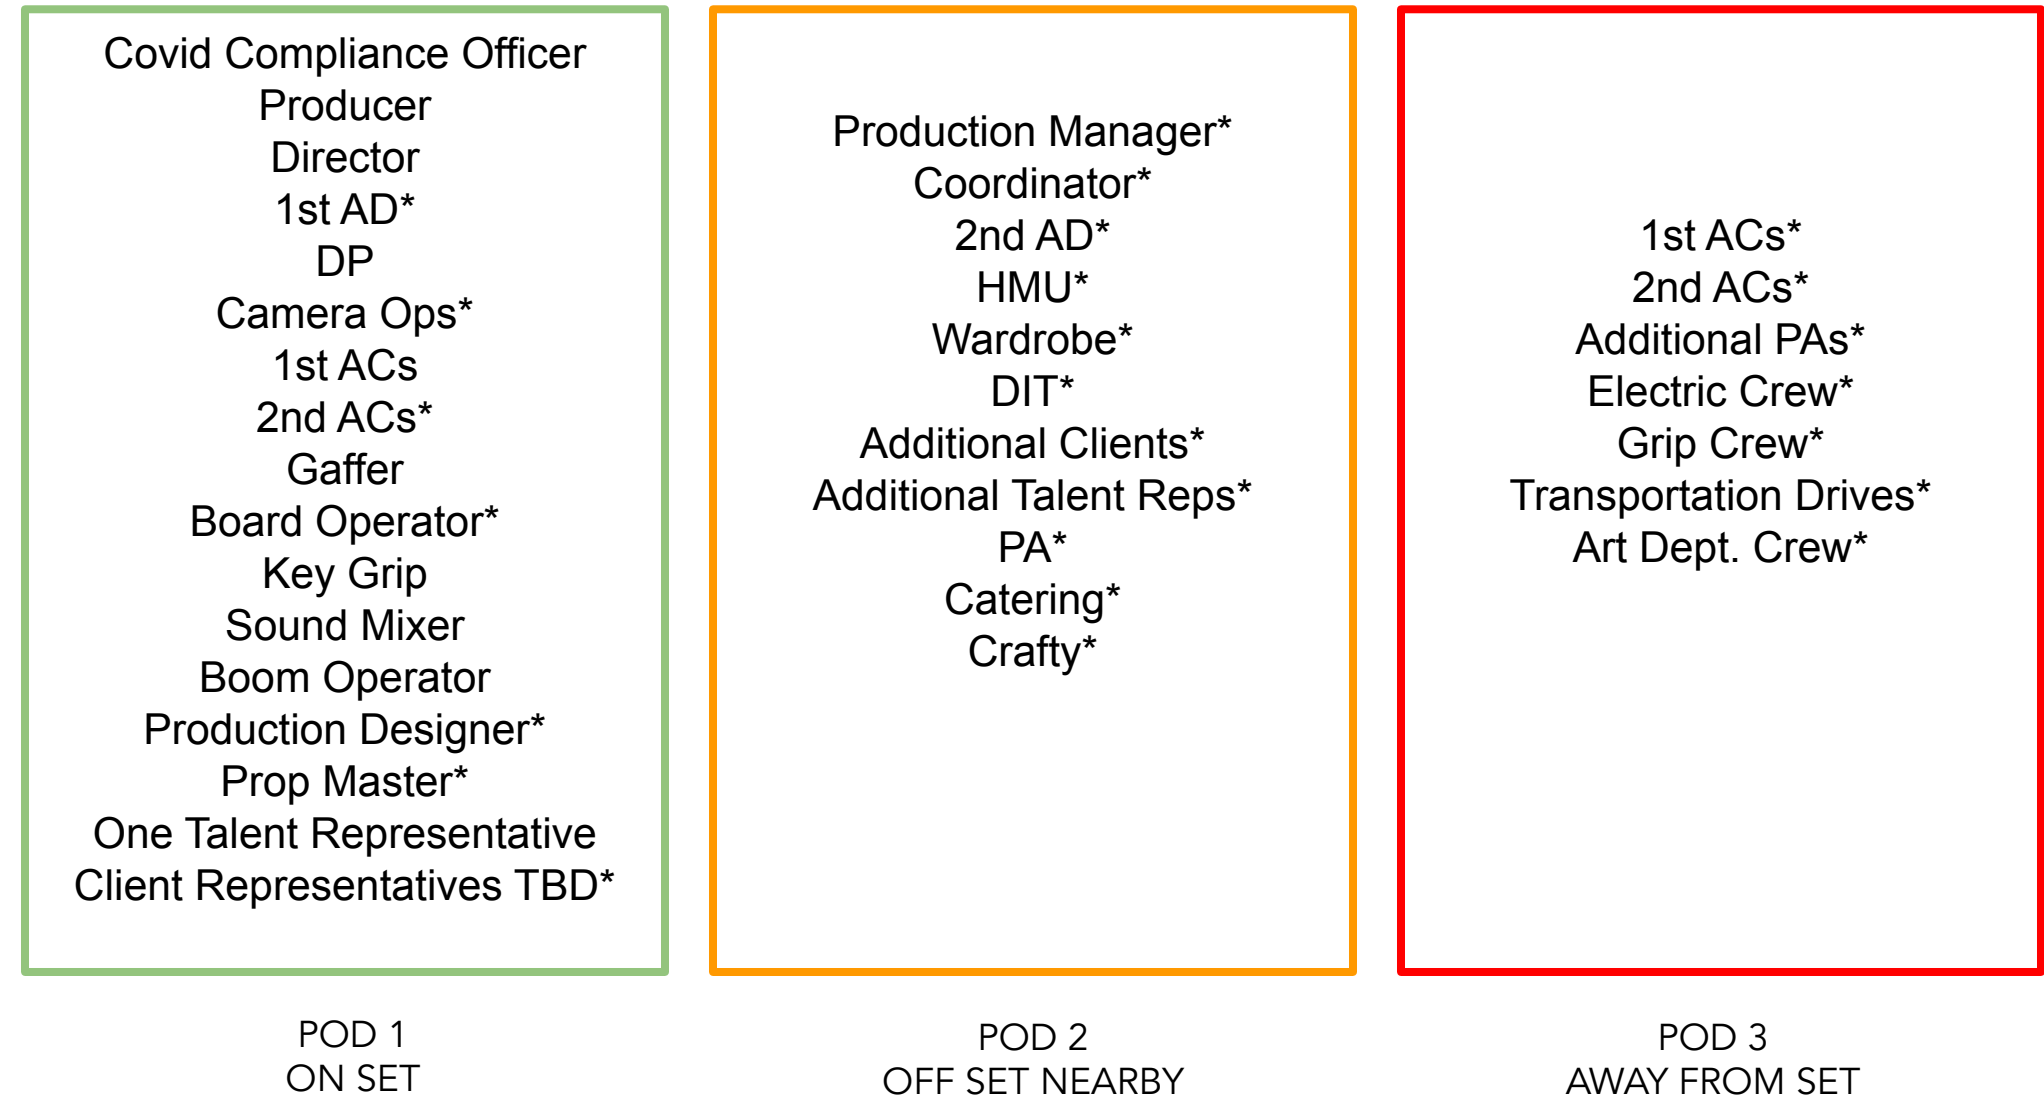 Covid Compliance Officer
Producer
Director
1st AD*
DP
Camera Ops*
1st ACs
2nd ACs*
Gaffer
Board Operator*
Key Grip
Sound Mixer
Boom Operator
Production Designer*
Prop Master*
One Talent Representative
Client Representatives TBD*
POD 1
ON SET
Production Manager*
Coordinator*
2nd AD*
HMU*
Wardrobe*
DIT*
Additional Clients*
Additional Talent Reps*
PA*
Catering*
Crafty*
POD 2
OFF SET NEARBY
1st ACs*
2nd ACs*
Additional PAs*
Electric Crew*
Grip Crew*
Transportation Drives*
Art Dept. Crew*
POD 3
AWAY FROM SET